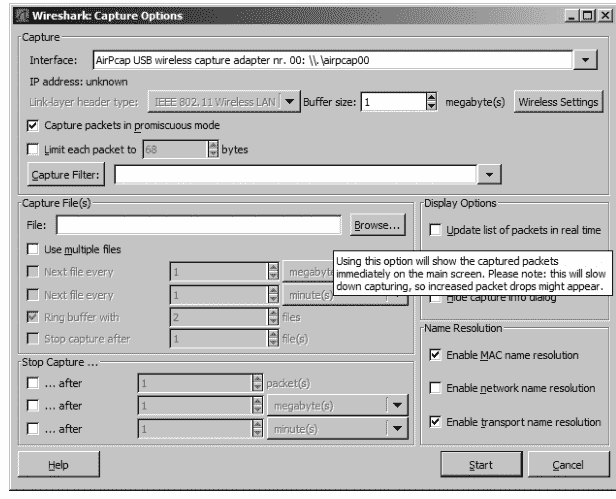 Wireshark: Capture Options
Capture
Interface: AirPcap USB wireless capture adapter nr. 00: \\.\airpcap00
IP address: unknown
Link-layer header type: IEEE 802.11 Wireless LAN Buffer size: 1 megabyte(s) Wireless Settings
Capture packets in promiscuous mode
Limit each packet to 68 bytes
Capture Filter:
Capture File(s)
File: Browse...
Use multiple files
Next file every 1 megabyte
Next file every 1 minute(s)
Ring buffer with 2 files
Stop capture after 1 file(s)
Stop Capture ...
... after 1 packet(s)
... after 1 megabyte(s)
... after 1 minute(s)
Display Options
Update list of packets in real time
Using this option will show the captured packets
immediately on the main screen. Please note: this will slow
down capturing, so increased packet drops might appear.
Hide capture info dialog
Name Resolution
Enable MAC name resolution
Enable network name resolution
Enable transport name resolution
Help Start Cancel